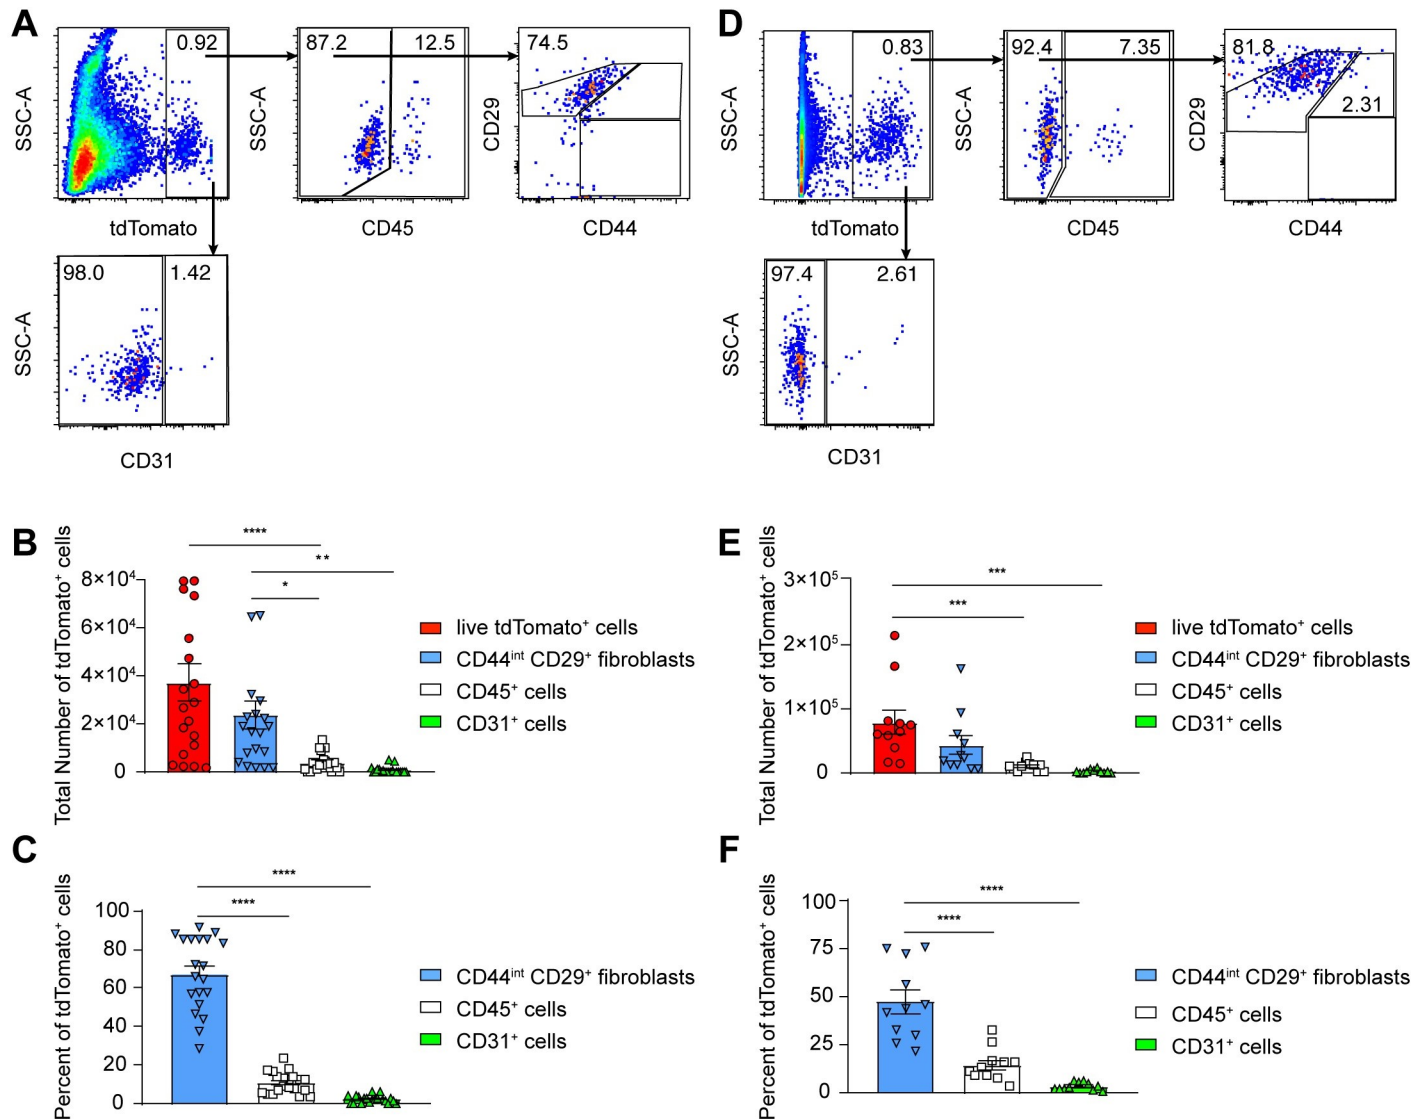 A
0.92
SSC-A
tdTomato
87.2
12.5
SSC-A
CD45
74.5
CD29
CD44
98.0
1.42
SSC-A
CD31
D
0.83
SSC-A
tdTomato
92.4
7.35
SSC-A
CD45
81.8
2.31
CD29
CD44
97.4
2.61
SSC-A
CD31
B
Total Number of tdTomato⁺ cells
8×10⁴
6×10⁴
4×10⁴
2×10⁴
0
****
**
*
live tdTomato⁺ cells
CD44ⁱⁿᵗ CD29⁺ fibroblasts
CD45⁺ cells
CD31⁺ cells
E
Total Number of tdTomato⁺ cells
3×10⁵
2×10⁵
1×10⁵
0
***
***
live tdTomato⁺ cells
CD44ⁱⁿᵗ CD29⁺ fibroblasts
CD45⁺ cells
CD31⁺ cells
C
Percent of tdTomato⁺ cells
100
80
60
40
20
0
****
****
CD44ⁱⁿᵗ CD29⁺ fibroblasts
CD45⁺ cells
CD31⁺ cells
F
Percent of tdTomato⁺ cells
100
75
50
25
0
****
****
CD44ⁱⁿᵗ CD29⁺ fibroblasts
CD45⁺ cells
CD31⁺ cells